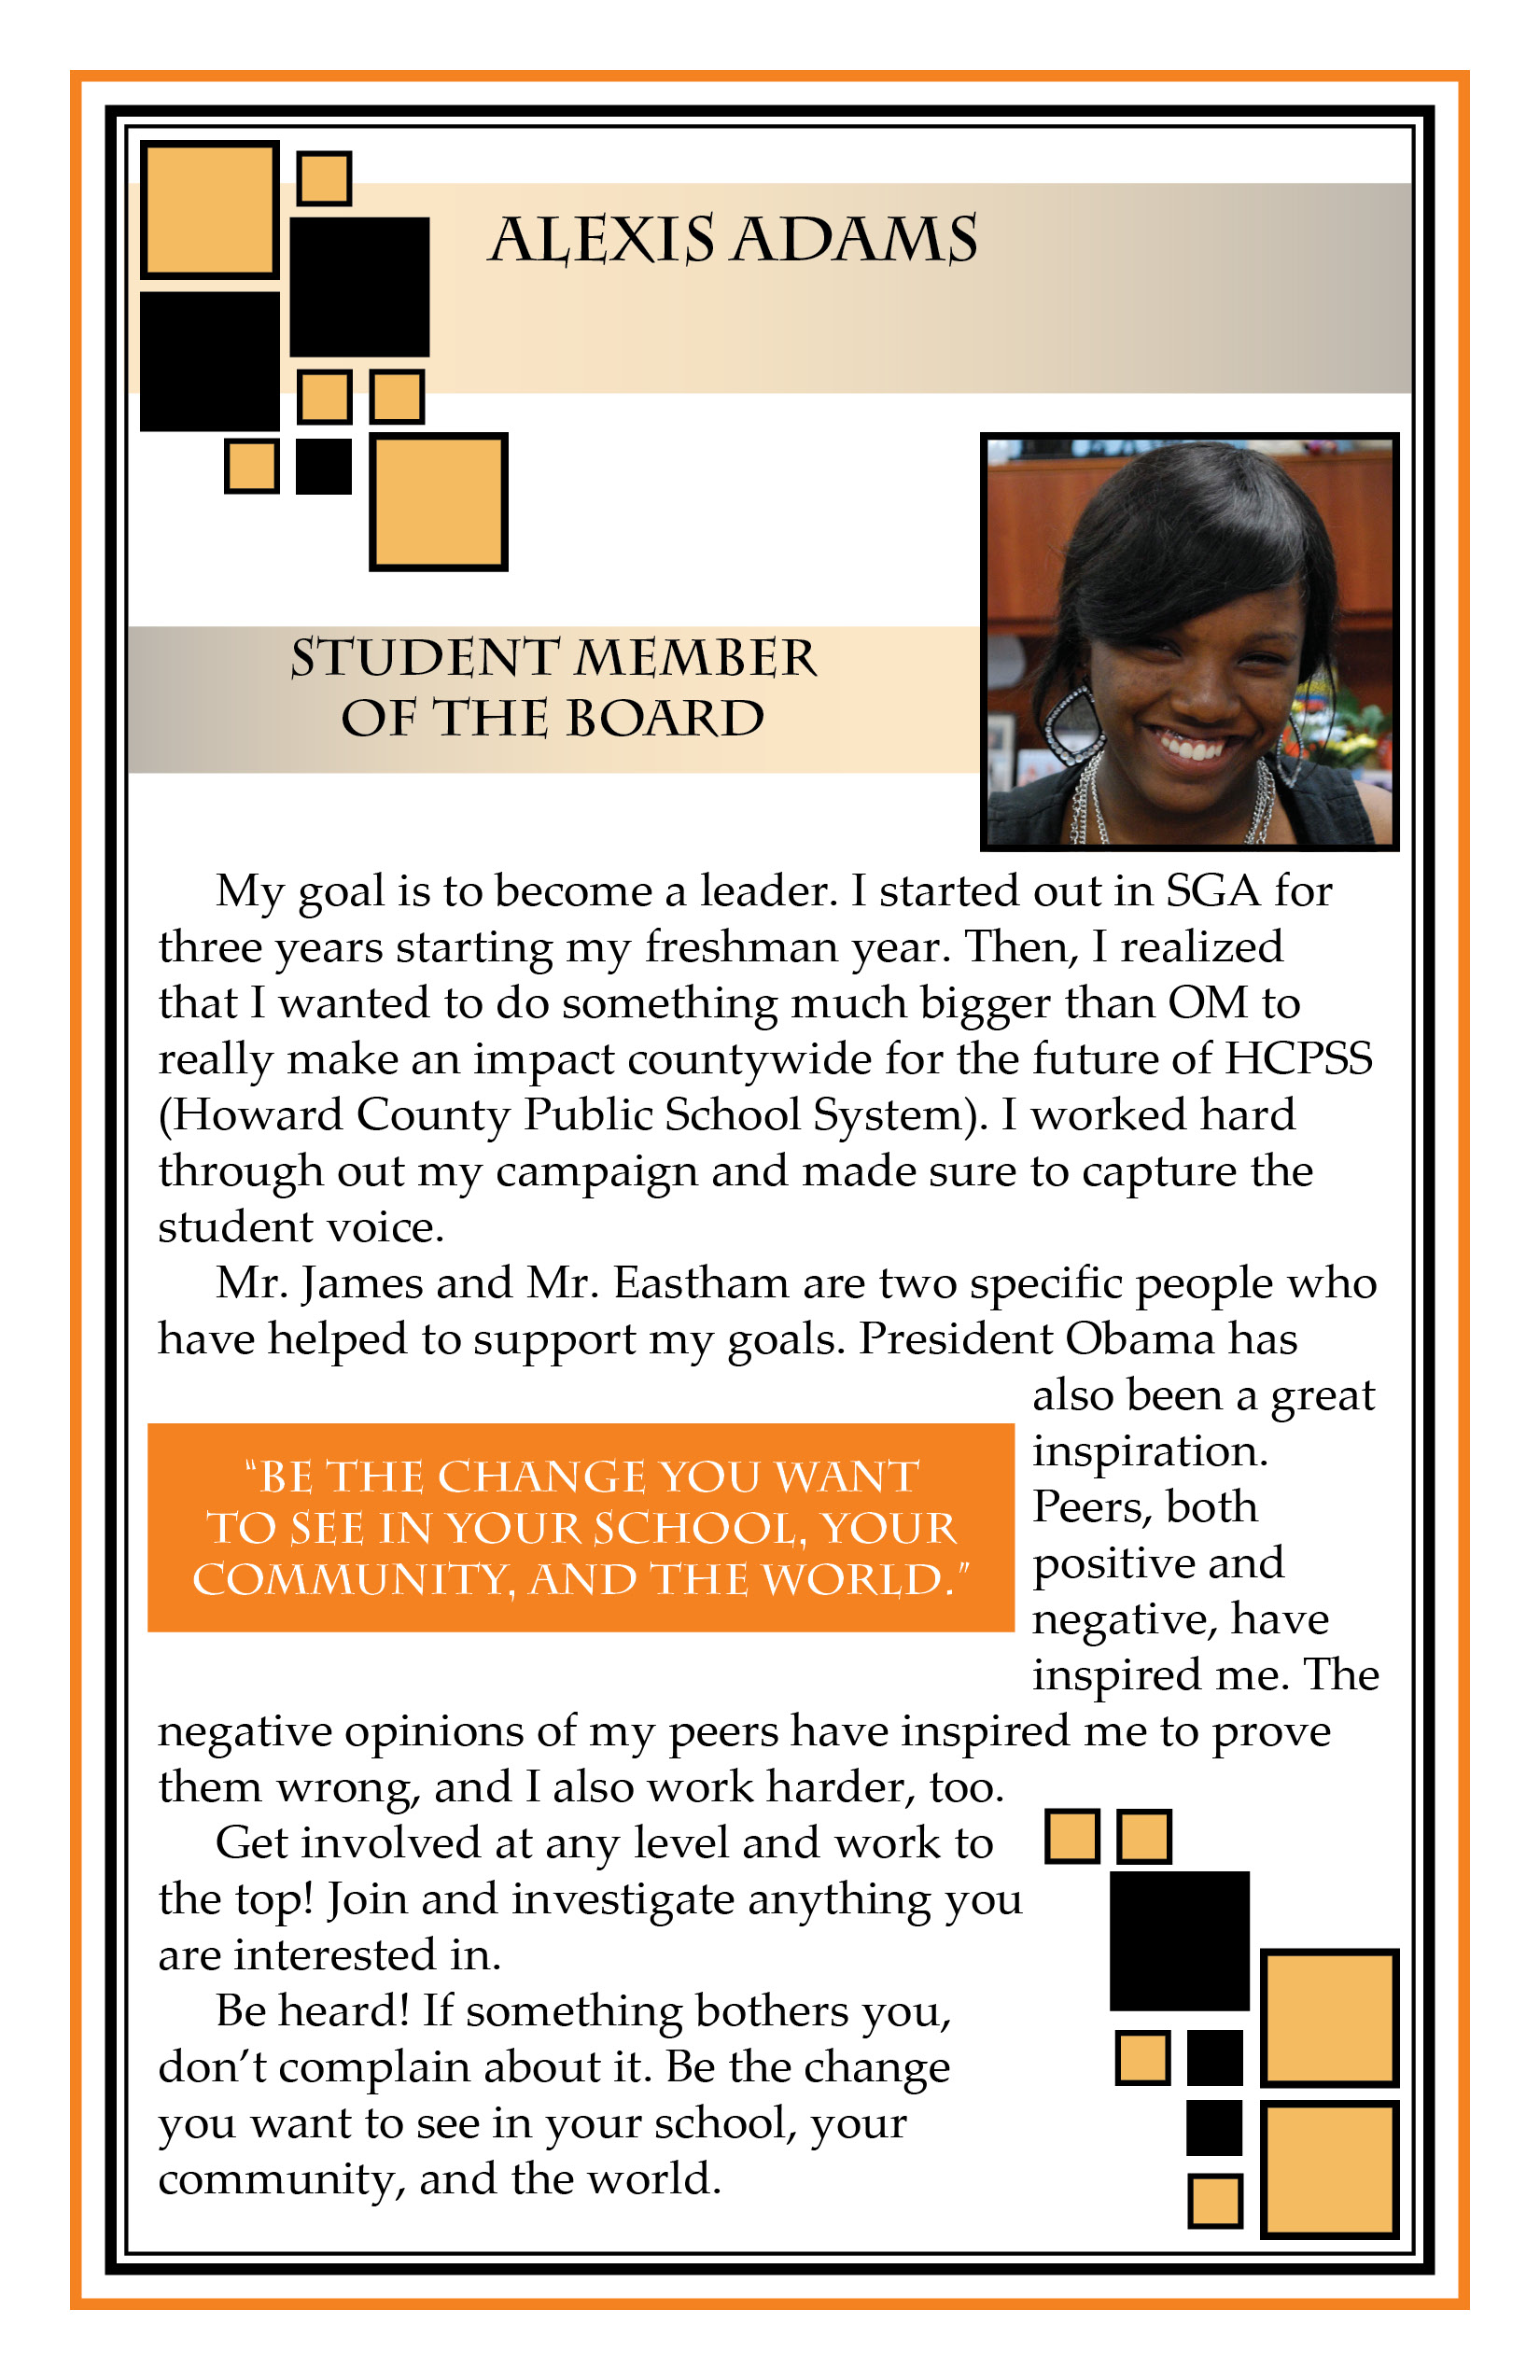 ALEXIS ADAMS
STUDENT MEMBER
OF THE BOARD
My goal is to become a leader. I started out in SGA for
three years starting my freshman year. Then, I realized
that I wanted to do something much bigger than OM to
really make an impact countywide for the future of HCPSS
(Howard County Public School System). I worked hard
through out my campaign and made sure to capture the
student voice.
Mr. James and Mr. Eastham are two specific people who
have helped to support my goals. President Obama has
also been a great
inspiration.
Peers, both
positive and
negative, have
inspired me. The
negative opinions of my peers have inspired me to prove
them wrong, and I also work harder, too.
“BE THE CHANGE YOU WANT
TO SEE IN YOUR SCHOOL, YOUR
COMMUNITY, AND THE WORLD.”
Get involved at any level and work to
the top! Join and investigate anything you
are interested in.
Be heard! If something bothers you,
don’t complain about it. Be the change
you want to see in your school, your
community, and the world.